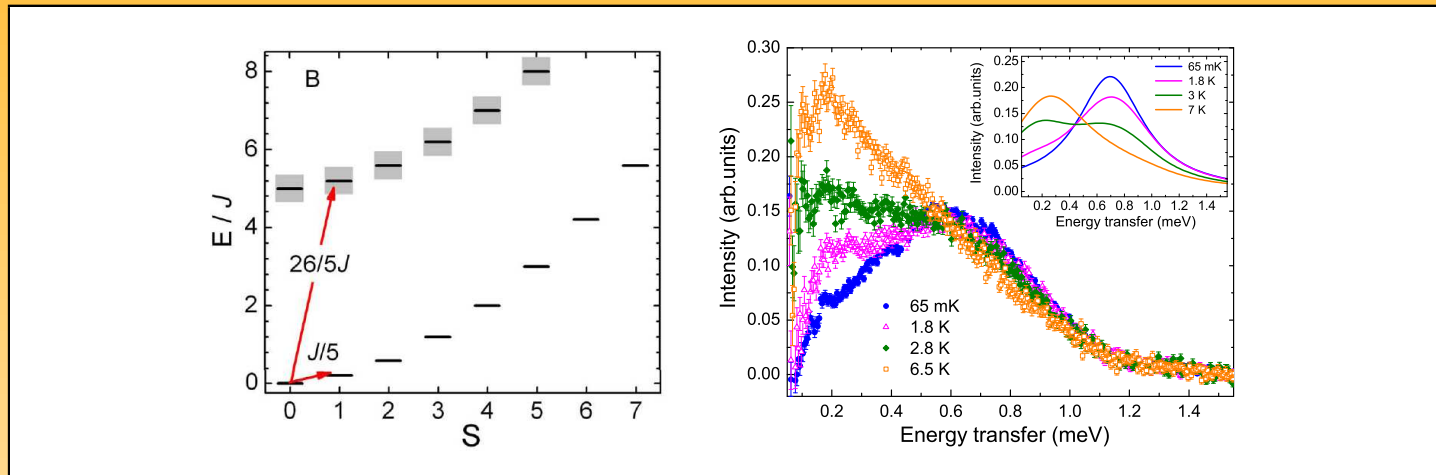 B
E / J
8
6
4
2
0
26/5J
J/5
0 1 2 3 4 5 6 7
S
Intensity (arb.units)
0.30
0.25
0.20
0.15
0.10
0.05
0.00
65 mK
1.8 K
2.8 K
6.5 K
0.2 0.4 0.6 0.8 1.0 1.2 1.4
Energy transfer (meV)
Intensity (arb.units)
0.25
0.20
0.15
0.10
0.05
0.00
65 mK
1.8 K
3 K
7 K
0.2 0.4 0.6 0.8 1.0 1.2 1.4
Energy transfer (meV)